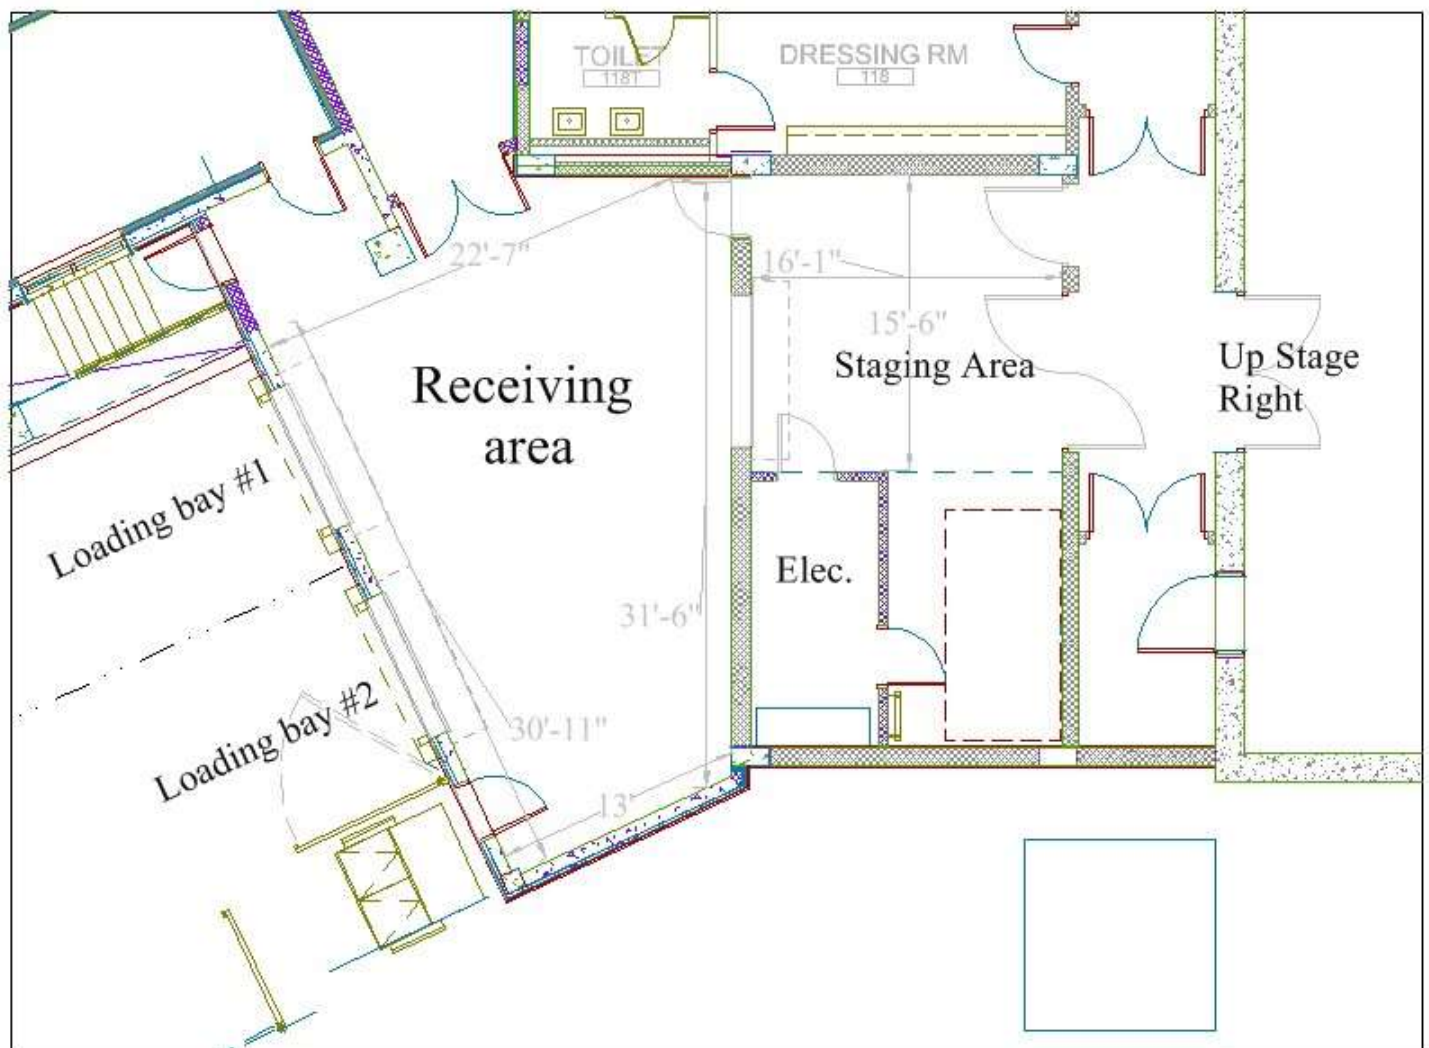 TOILET
118T
DRESSING RM
118
22'-7"
16'-1"
15'-6"
Staging Area
Up Stage
Right
Receiving
area
Loading bay #1
Elec.
31'-6"
Loading bay #2
30'-11"
13'